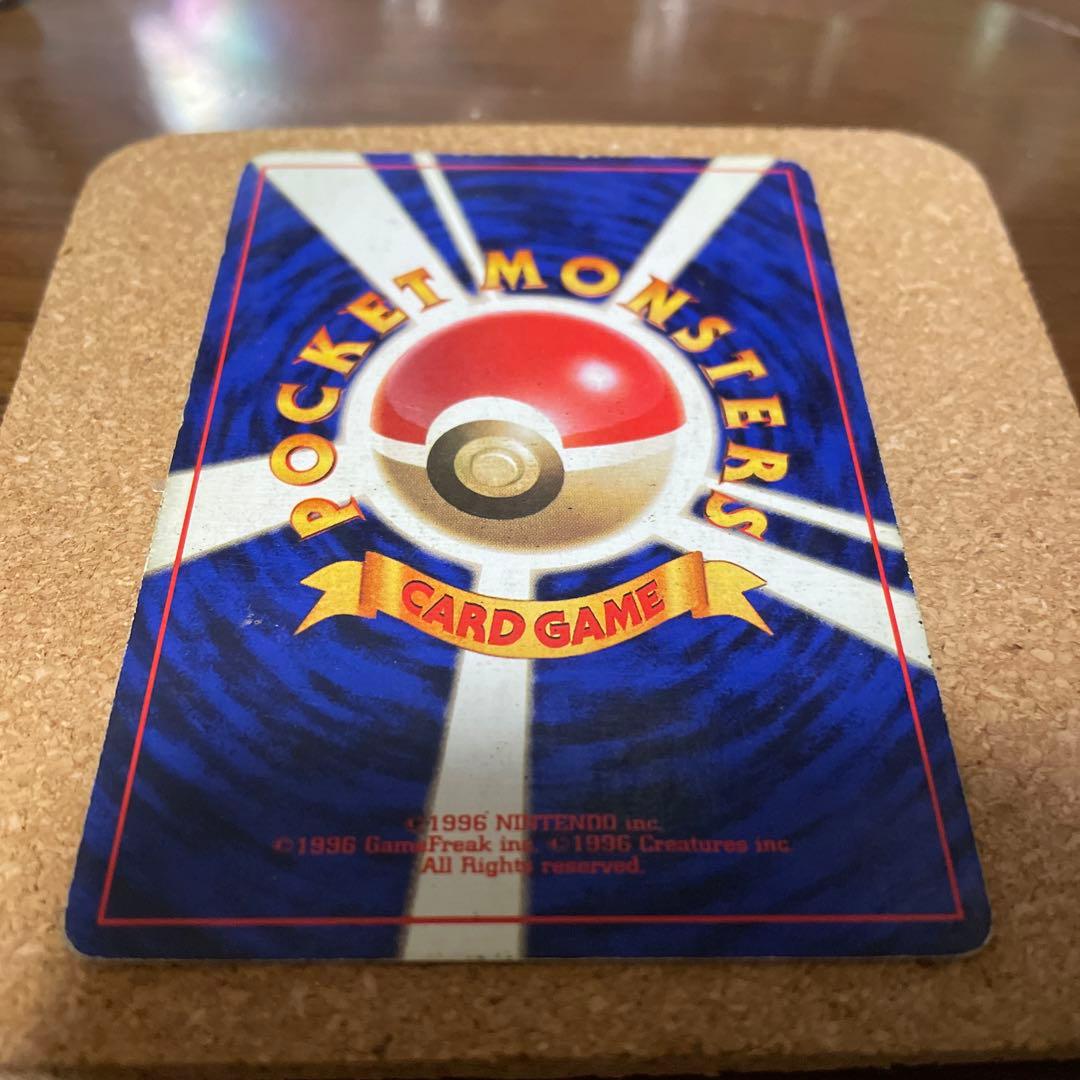 POCKET MONSTERS
CARD GAME
©1996 NINTENDO inc.
©1996 GameFreak inc. ©1996 Creatures inc.
All Rights reserved.